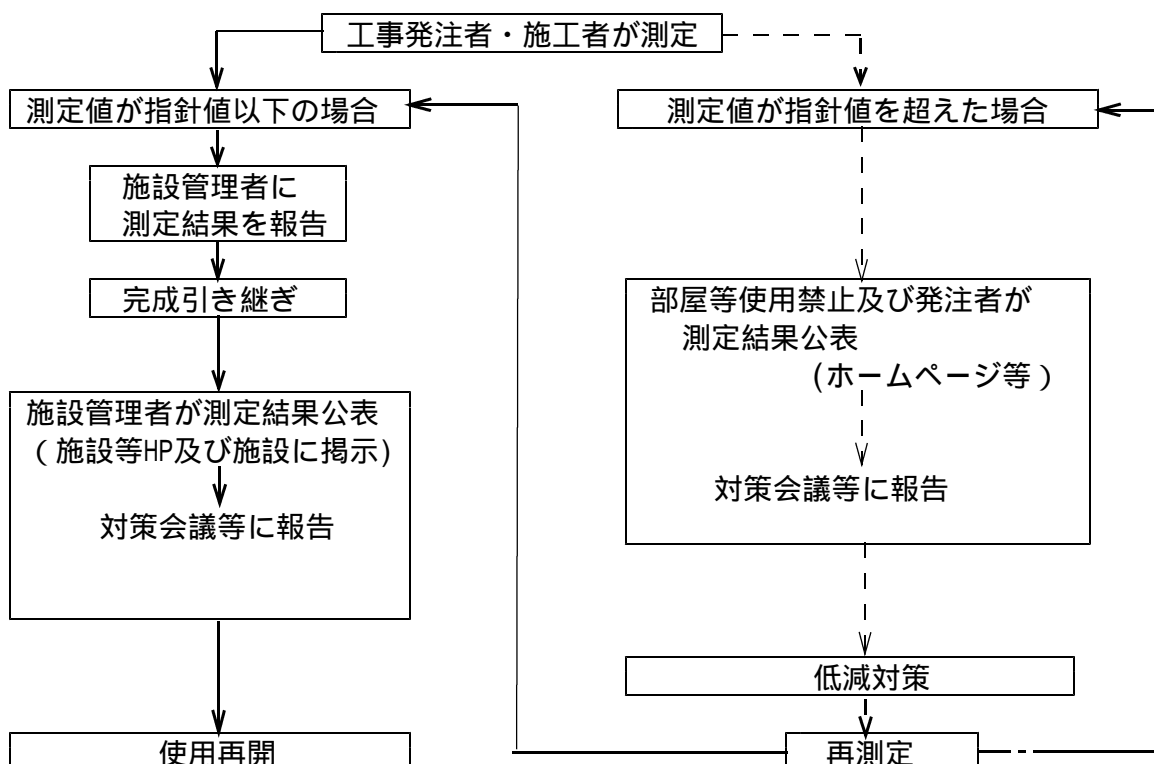 工事発注者・施工者が測定
測定値が指針値以下の場合
測定値が指針値を超えた場合
施設管理者に
測定結果を報告
完成引き継ぎ
部屋等使用禁止及び発注者が
測定結果公表
(ホームページ等)
対策会議等に報告
施設管理者が測定結果公表
(施設等HP及び施設に掲示)
対策会議等に報告
低減対策
使用再開
再測定